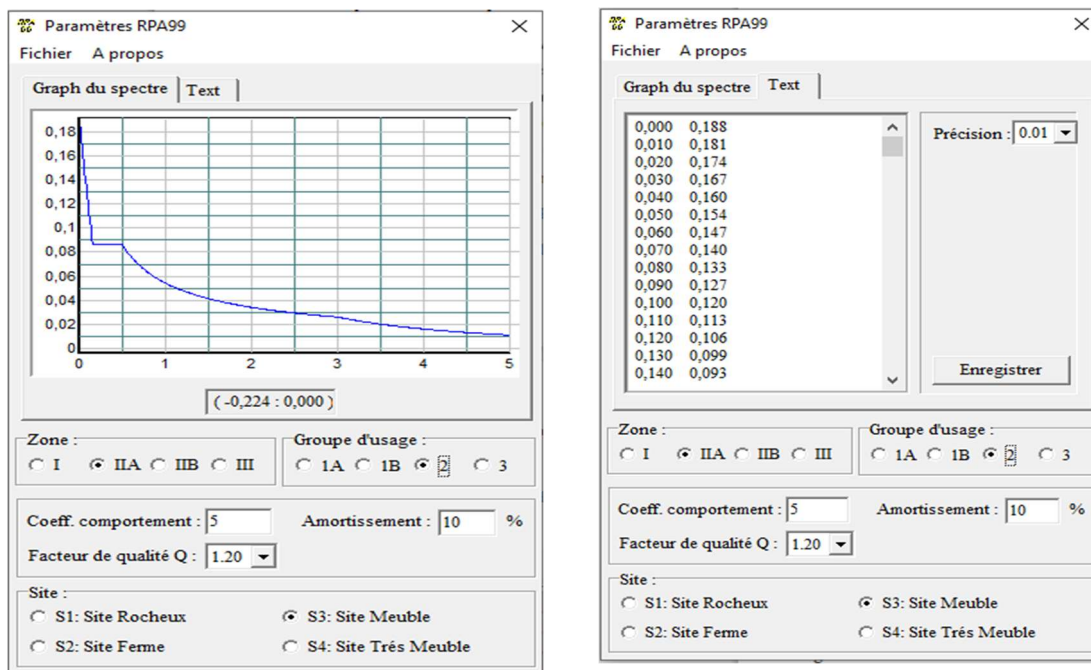 Paramètres RPA99
Fichier A propos
Graph du spectre Text
0,18
0,16
0,14
0,12
0,1
0,08
0,06
0,04
0,02
0
0 1 2 3 4 5
( -0,224 : 0,000 )
Zone :
I IIA IIB III
Groupe d'usage :
1A 1B 2 3
Coeff. comportement : 5 Amortissement : 10 %
Facteur de qualité Q : 1.20
Site :
S1: Site Rocheux S3: Site Meuble
S2: Site Ferme S4: Site Trés Meuble
Paramètres RPA99
Fichier A propos
Graph du spectre Text
0,000 0,188
0,010 0,181
0,020 0,174
0,030 0,167
0,040 0,160
0,050 0,154
0,060 0,147
0,070 0,140
0,080 0,133
0,090 0,127
0,100 0,120
0,110 0,113
0,120 0,106
0,130 0,099
0,140 0,093
Précision : 0.01
Enregistrer
Zone :
I IIA IIB III
Groupe d'usage :
1A 1B 2 3
Coeff. comportement : 5 Amortissement : 10 %
Facteur de qualité Q : 1.20
Site :
S1: Site Rocheux S3: Site Meuble
S2: Site Ferme S4: Site Trés Meuble